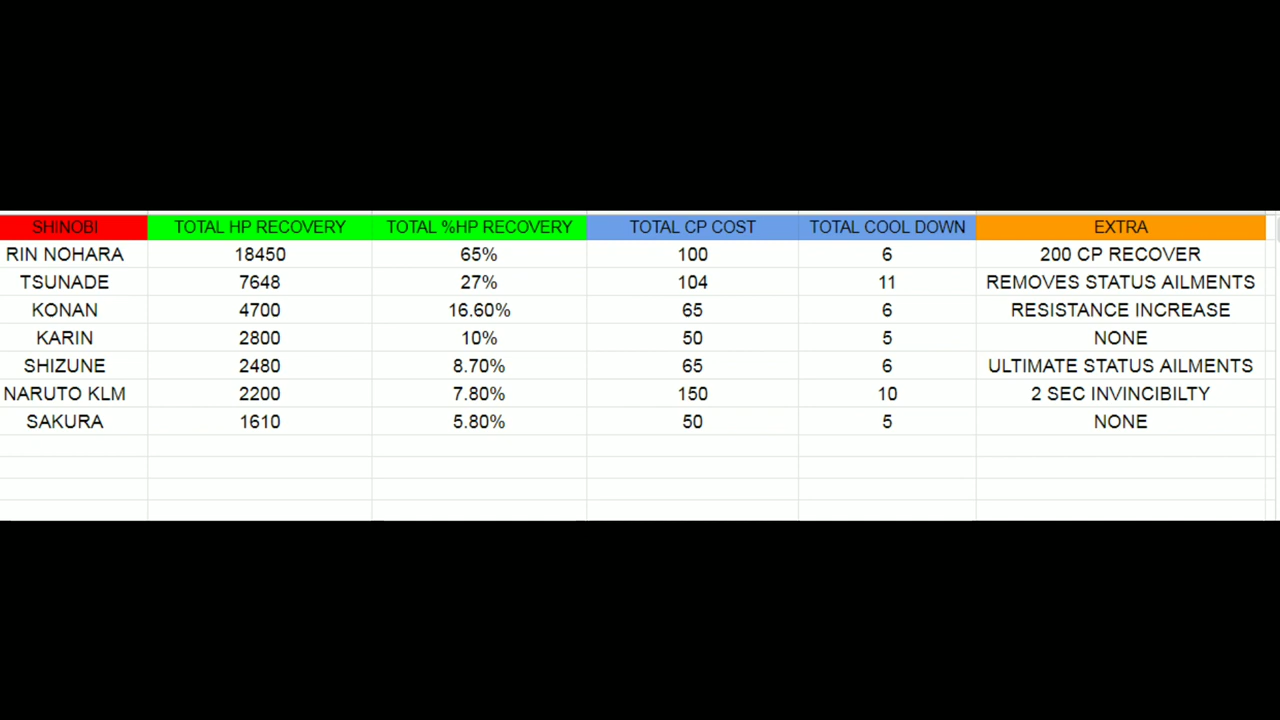 SHINOBI TOTAL HP RECOVERY TOTAL %HP RECOVERY TOTAL CP COST TOTAL COOL DOWN EXTRA
RIN NOHARA 18450 65% 100 6 200 CP RECOVER
TSUNADE 7648 27% 104 11 REMOVES STATUS AILMENTS
KONAN 4700 16.60% 65 6 RESISTANCE INCREASE
KARIN 2800 10% 50 5 NONE
SHIZUNE 2480 8.70% 65 6 ULTIMATE STATUS AILMENTS
NARUTO KLM 2200 7.80% 150 10 2 SEC INVINCIBILTY
SAKURA 1610 5.80% 50 5 NONE